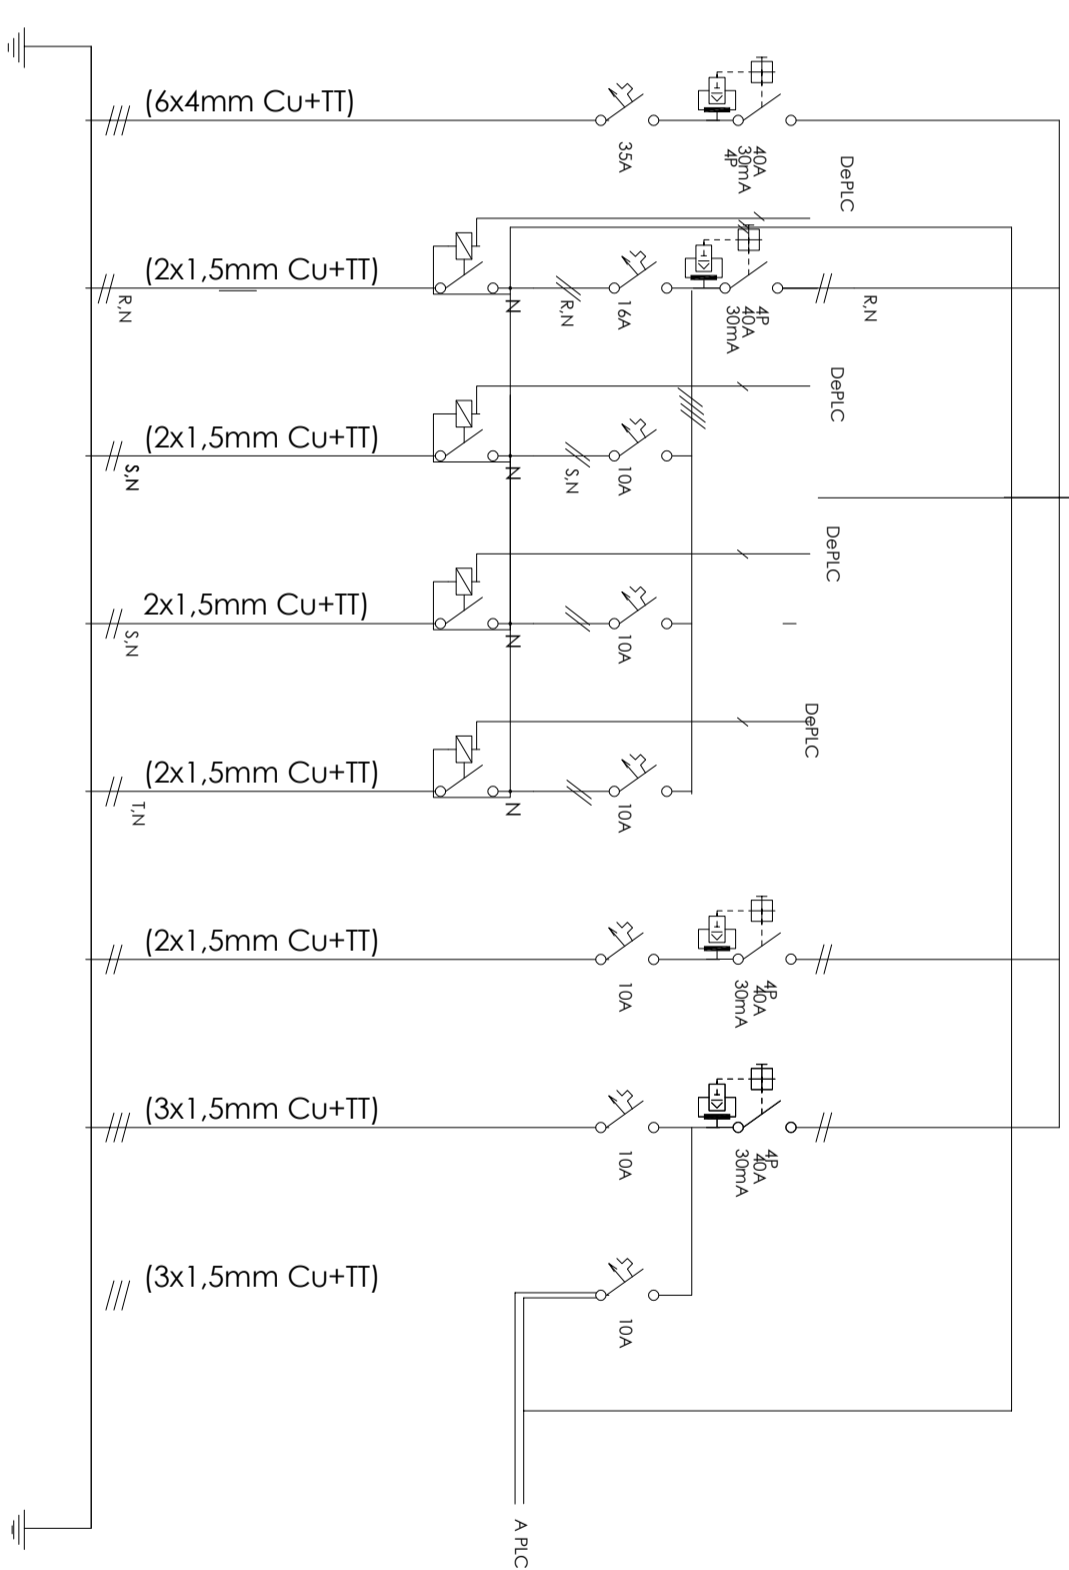 (6x4mm Cu+TT)
35A
40A
30mA
4P
DePLC
(2x1,5mm Cu+TT)
R,N
N
R,N
16A
4P
40A
30mA
R,N
DePLC
(2x1,5mm Cu+TT)
S,N
N
S,N
10A
DePLC
2x1,5mm Cu+TT)
S,N
N
10A
DePLC
(2x1,5mm Cu+TT)
T,N
N
10A
(2x1,5mm Cu+TT)
10A
4P
40A
30mA
(3x1,5mm Cu+TT)
10A
4P
40A
30mA
(3x1,5mm Cu+TT)
10A
A PLC